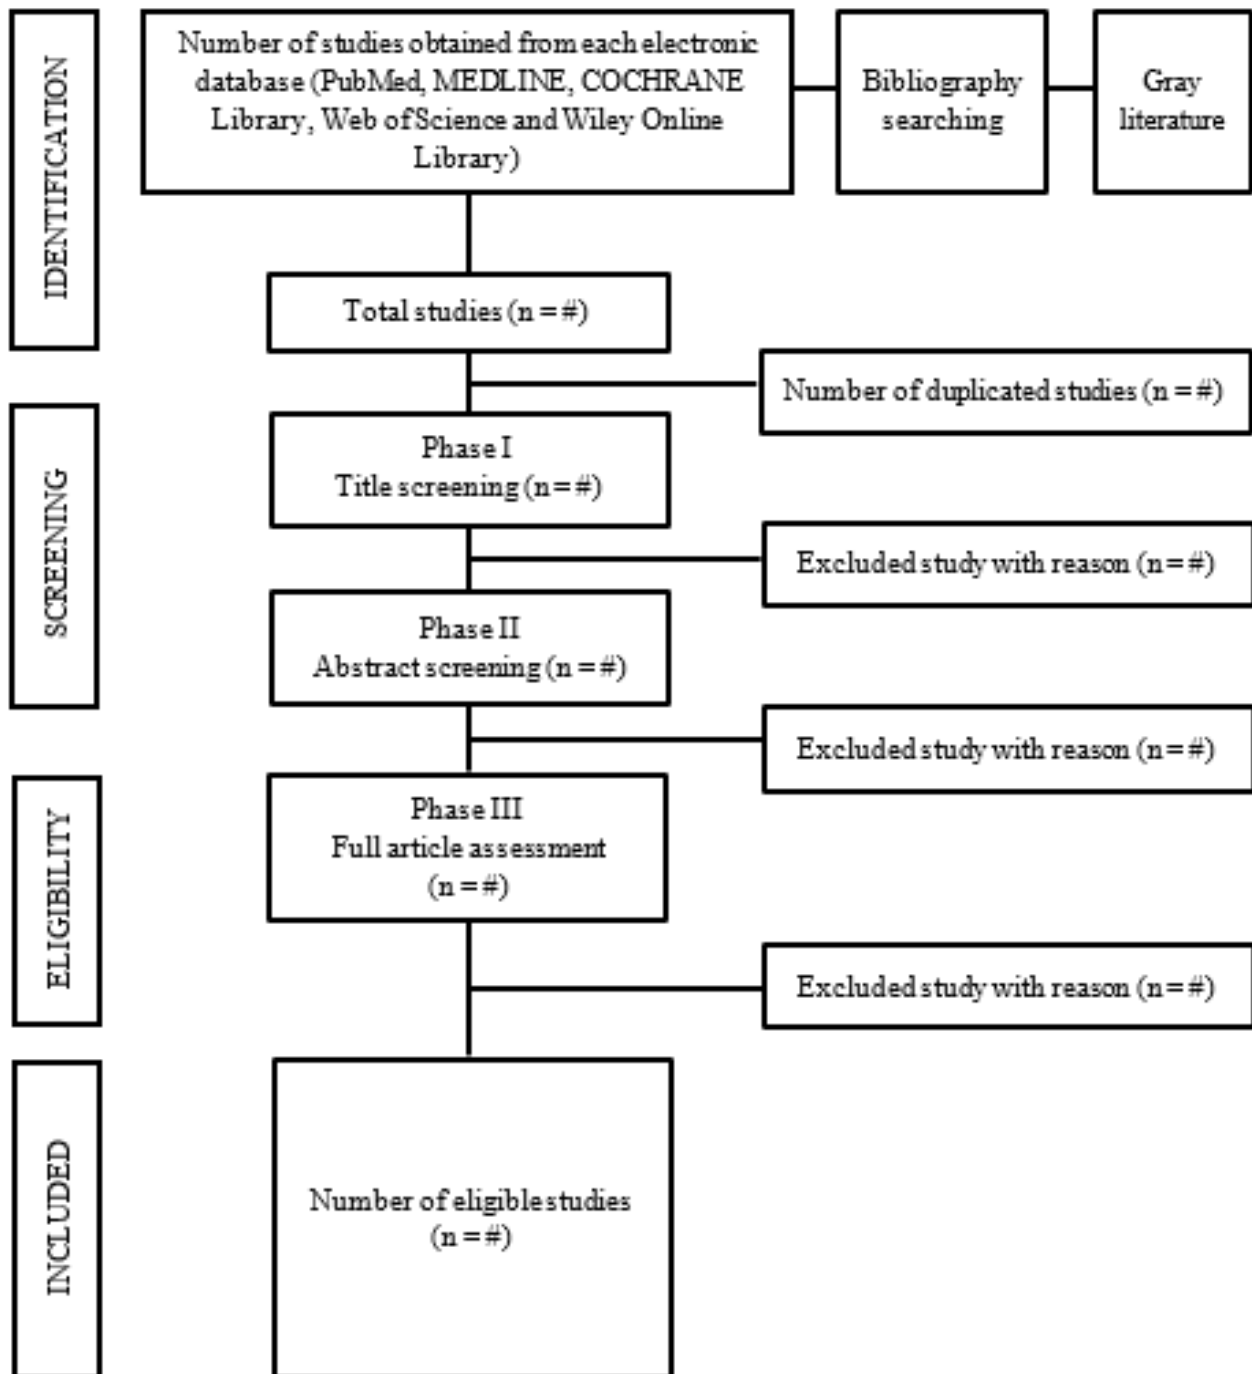 IDENTIFICATION
Number of studies obtained from each electronic
database (PubMed, MEDLINE, COCHRANE
Library, Web of Science and Wiley Online
Library)
Bibliography
searching
Gray
literature
Total studies (n = #)
Number of duplicated studies (n = #)
SCREENING
Phase I
Title screening (n = #)
Excluded study with reason (n = #)
Phase II
Abstract screening (n = #)
Excluded study with reason (n = #)
ELIGIBILITY
Phase III
Full article assessment
(n = #)
Excluded study with reason (n = #)
INCLUDED
Number of eligible studies
(n = #)